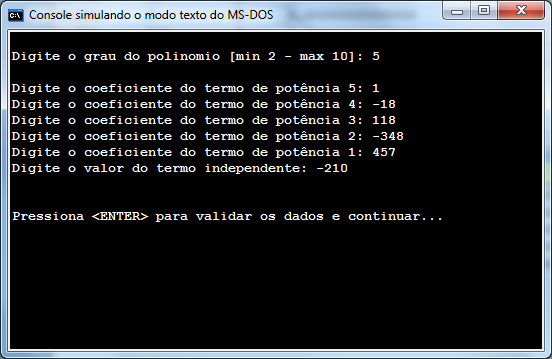 Console simulando o modo texto do MS-DOS
Digite o grau do polinomio [min 2 - max 10]: 5
Digite o coeficiente do termo de potência 5: 1
Digite o coeficiente do termo de potência 4: -18
Digite o coeficiente do termo de potência 3: 118
Digite o coeficiente do termo de potência 2: -348
Digite o coeficiente do termo de potência 1: 457
Digite o valor do termo independente: -210
Pressiona <ENTER> para validar os dados e continuar...